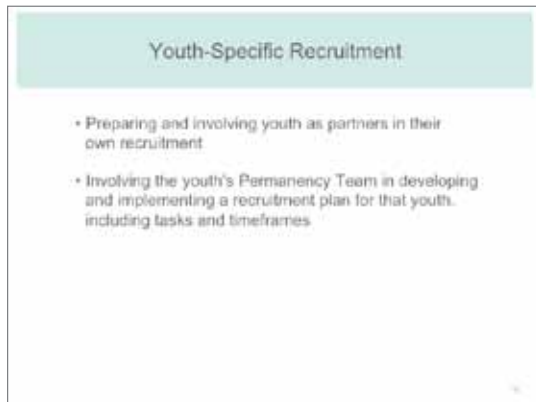 Youth-Specific Recruitment
• Preparing and involving youth as partners in their
own recruitment
• Involving the youth's Permanency Team in developing
and implementing a recruitment plan for that youth,
including tasks and timeframes